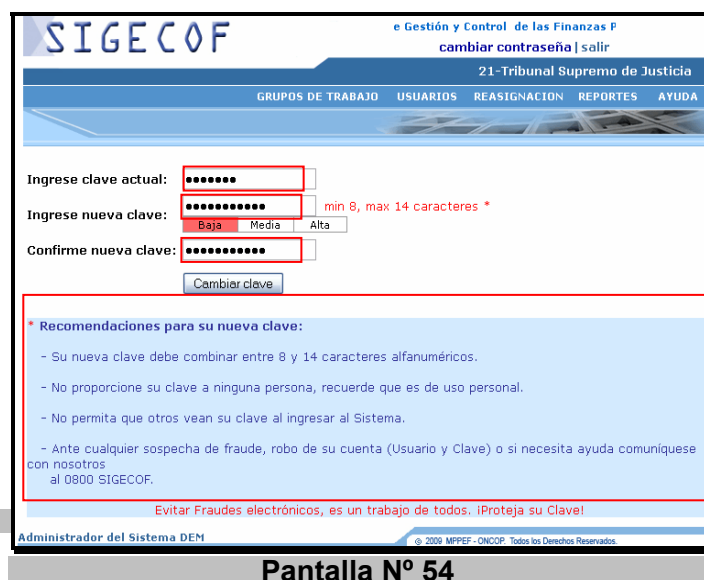 SIGECOF
e Gestión y Control de las Finanzas P
cambiar contraseña | salir
21-Tribunal Supremo de Justicia
GRUPOS DE TRABAJO USUARIOS REASIGNACION REPORTES AYUDA
Ingrese clave actual: •••••••
Ingrese nueva clave: ••••••••••• min 8, max 14 caracteres *
Baja Media Alta
Confirme nueva clave: •••••••••••
Cambiar clave
* Recomendaciones para su nueva clave:
- Su nueva clave debe combinar entre 8 y 14 caracteres alfanuméricos.
- No proporcione su clave a ninguna persona, recuerde que es de uso personal.
- No permita que otros vean su clave al ingresar al Sistema.
- Ante cualquier sospecha de fraude, robo de su cuenta (Usuario y Clave) o si necesita ayuda comuníquese
con nosotros
al 0800 SIGECOF.
Evitar Fraudes electrónicos, es un trabajo de todos. ¡Proteja su Clave!
Administrador del Sistema DEM
© 2009 MPPEF - ONCOP. Todos los Derechos Reservados.
Pantalla Nº 54